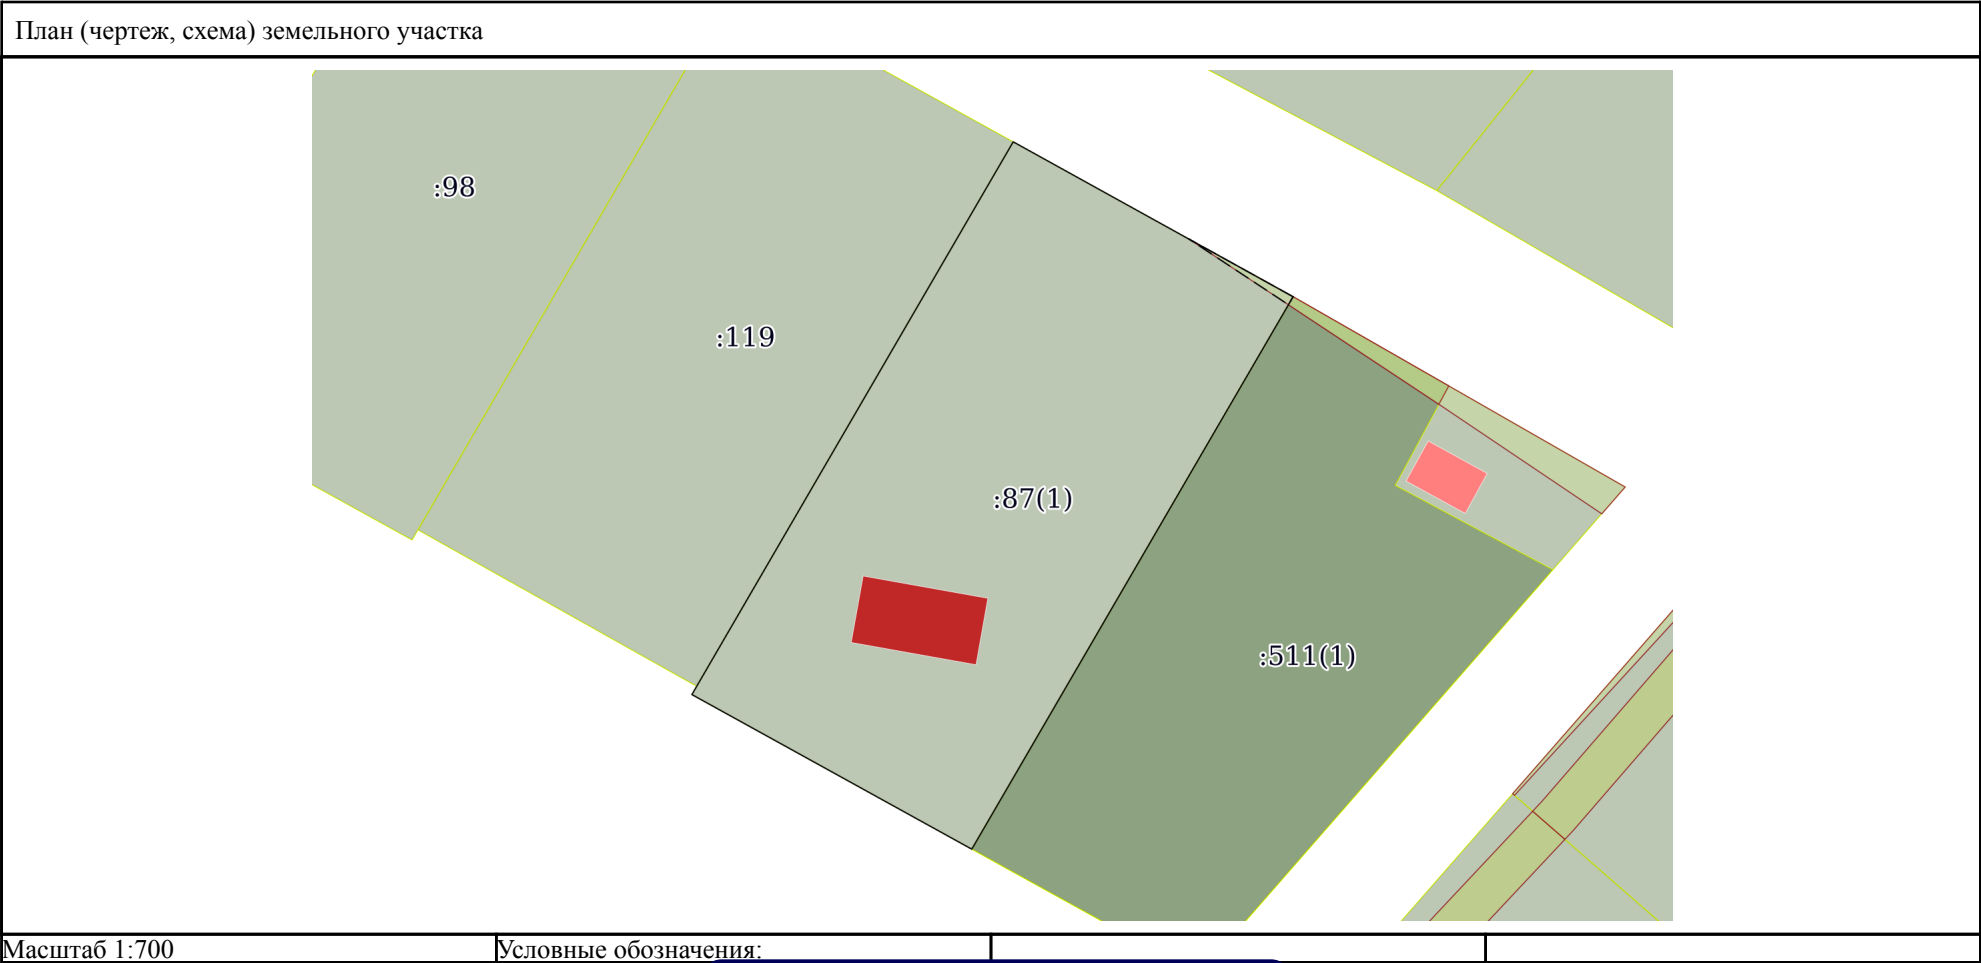 План (чертеж, схема) земельного участка
:98
:119
:87(1)
:511(1)
Масштаб 1:700
Условные обозначения: